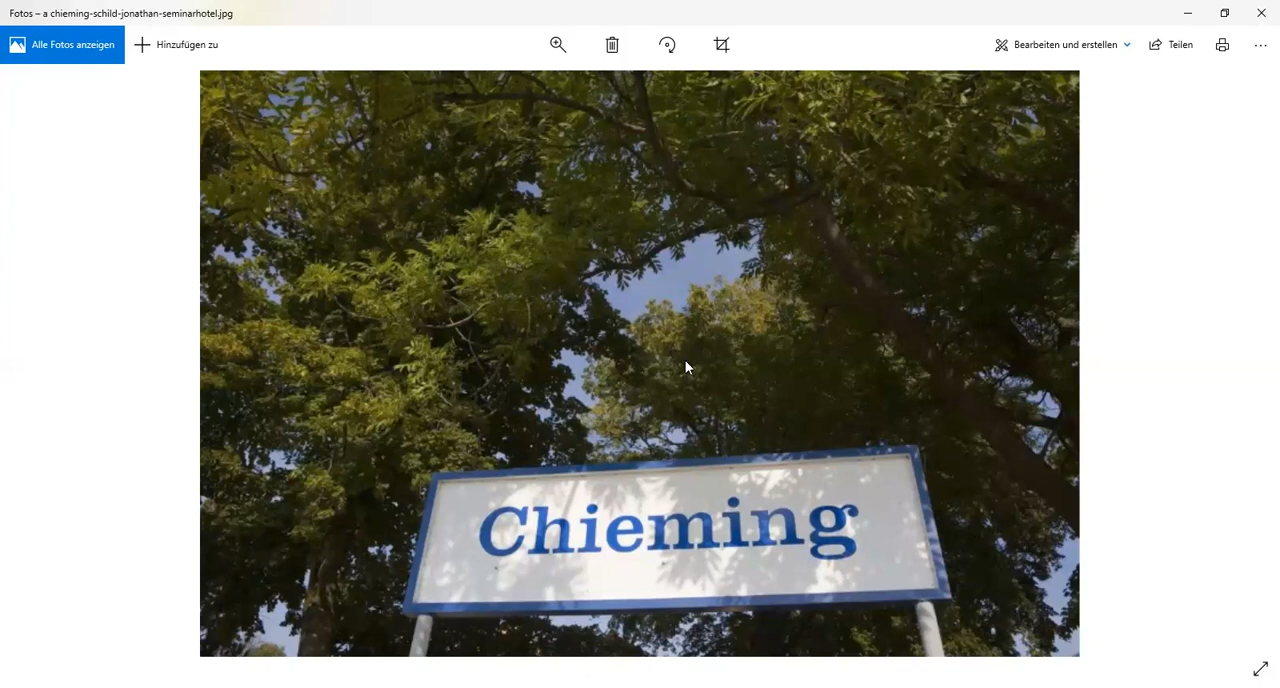 Fotos – a chieming-schild-jonathan-seminarhotel.jpg
Alle Fotos anzeigen
Hinzufügen zu
Bearbeiten und erstellen
Teilen
Chieming